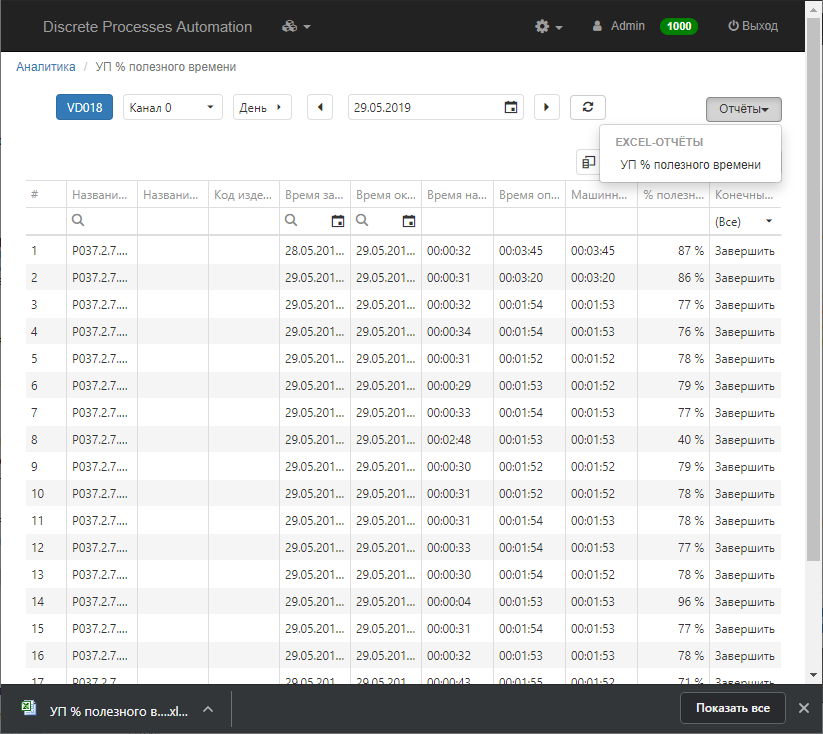 Discrete Processes Automation Admin 1000 Выход
Аналитика / УП % полезного времени
VD018 Канал 0 День 29.05.2019 Отчёты
EXCEL-ОТЧЁТЫ
УП % полезного времени
# Названи... Названи... Код изде... Время за... Время ок... Время на... Время оп... Машинн... % полезн... Конечны...
(Все)
1 P037.2.7.... 28.05.201... 29.05.201... 00:00:32 00:03:45 00:03:45 87 % Завершить
2 P037.2.7.... 29.05.201... 29.05.201... 00:00:31 00:03:20 00:03:20 86 % Завершить
3 P037.2.7.... 29.05.201... 29.05.201... 00:00:32 00:01:54 00:01:53 77 % Завершить
4 P037.2.7.... 29.05.201... 29.05.201... 00:00:34 00:01:54 00:01:53 76 % Завершить
5 P037.2.7.... 29.05.201... 29.05.201... 00:00:31 00:01:52 00:01:52 78 % Завершить
6 P037.2.7.... 29.05.201... 29.05.201... 00:00:29 00:01:53 00:01:52 79 % Завершить
7 P037.2.7.... 29.05.201... 29.05.201... 00:00:33 00:01:54 00:01:53 77 % Завершить
8 P037.2.7.... 29.05.201... 29.05.201... 00:02:48 00:01:53 00:01:53 40 % Завершить
9 P037.2.7.... 29.05.201... 29.05.201... 00:00:30 00:01:52 00:01:52 79 % Завершить
10 P037.2.7.... 29.05.201... 29.05.201... 00:00:31 00:01:52 00:01:52 78 % Завершить
11 P037.2.7.... 29.05.201... 29.05.201... 00:00:31 00:01:54 00:01:53 78 % Завершить
12 P037.2.7.... 29.05.201... 29.05.201... 00:00:33 00:01:54 00:01:53 77 % Завершить
13 P037.2.7.... 29.05.201... 29.05.201... 00:00:30 00:01:54 00:01:52 78 % Завершить
14 P037.2.7.... 29.05.201... 29.05.201... 00:00:04 00:01:53 00:01:53 96 % Завершить
15 P037.2.7.... 29.05.201... 29.05.201... 00:00:31 00:01:54 00:01:53 77 % Завершить
16 P037.2.7.... 29.05.201... 29.05.201... 00:00:32 00:01:53 00:01:53 78 % Завершить
17 P037.2.7.... 29.05.201... 29.05.201... 00:00:43 00:01:55 00:01:52 71 % Завершить
УП % полезного в....xl... Показать все